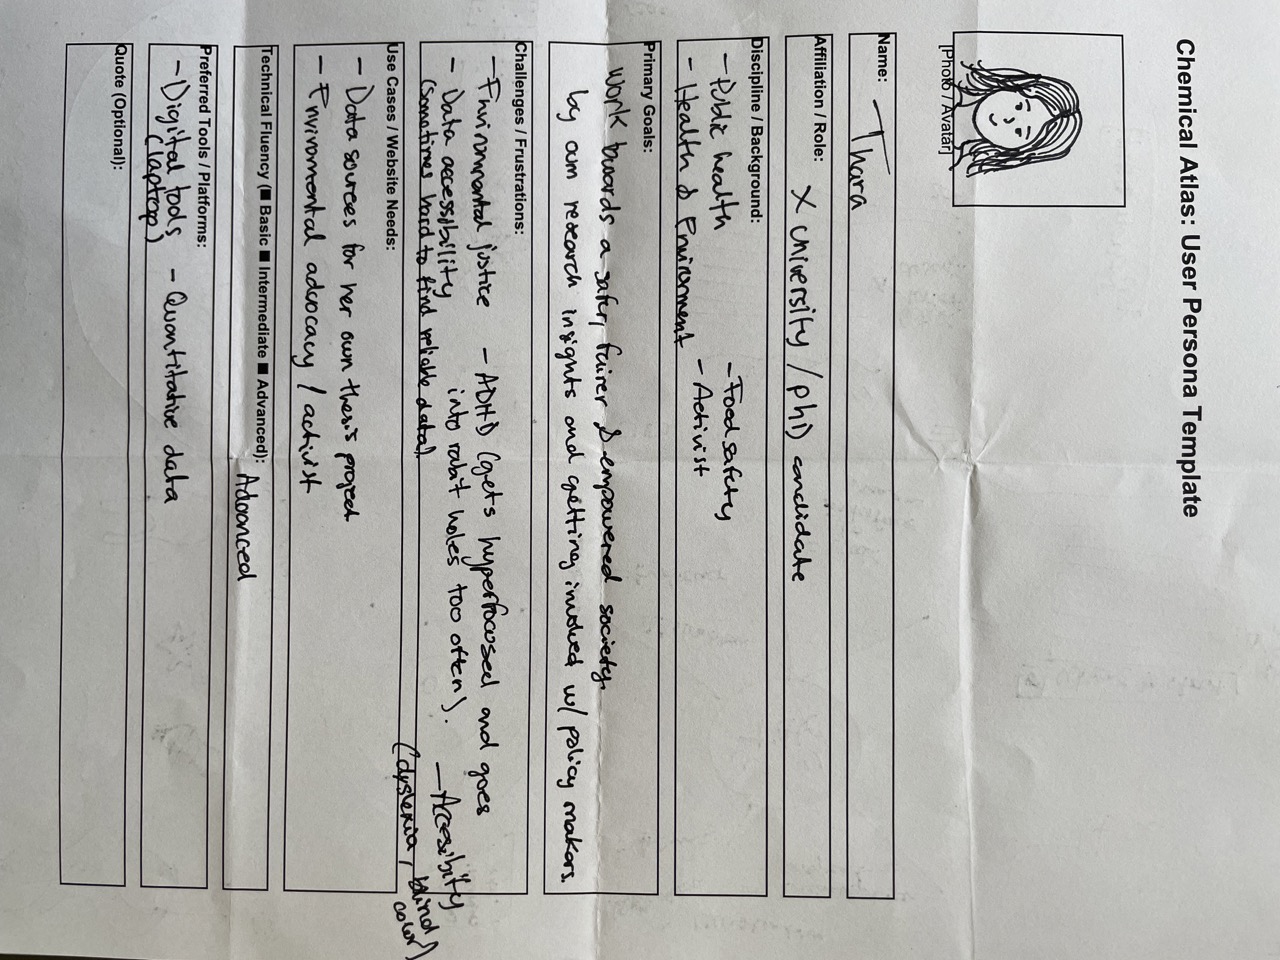 Chemical Atlas: User Persona Template
[Photo / Avatar]
Name:
Thara
Affiliation / Role:
X University / PhD candidate
Discipline / Background:
- Public health
- Health & Envirornment
- Food safety
- Activist
Primary Goals:
work towards a safer, fairer & empowered society.
by own research insights and getting involved w/ policy makers.
Challenges / Frustrations:
- Environmental justice
- Data accessibility
(sometimes hard to find reliable data).
- ADHD (gets hyperfocused and goes
into rabit holes too often).
- Accesibity
(dyslexia, blind
color)
Use Cases / Website Needs:
- Data sources for her own thesis project
- Enviromental advocacy / activist
Technical Fluency (■ Basic ■ Intermediate ■ Advanced):
Advanced
Preferred Tools / Platforms:
- Digital tools
(laptop)
- Quantitative data
Quote (Optional):